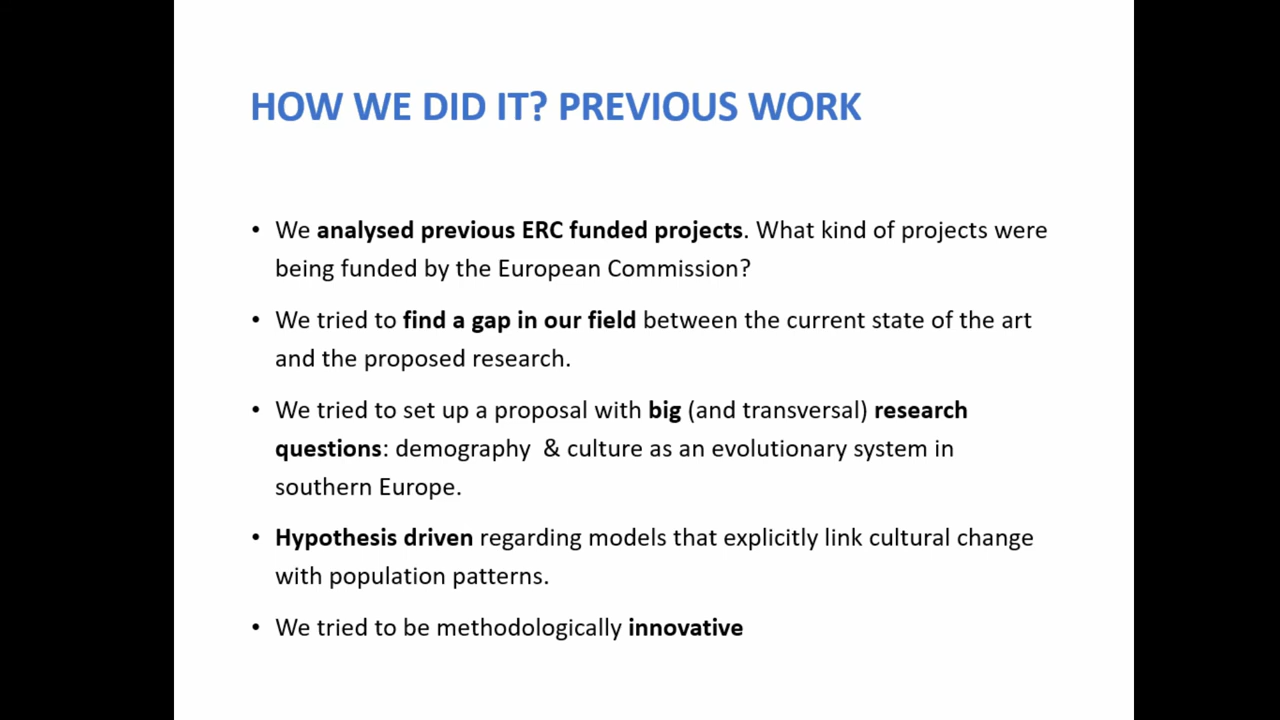 HOW WE DID IT? PREVIOUS WORK
• We analysed previous ERC funded projects. What kind of projects were
being funded by the European Commission?
• We tried to find a gap in our field between the current state of the art
and the proposed research.
• We tried to set up a proposal with big (and transversal) research
questions: demography  & culture as an evolutionary system in
southern Europe.
• Hypothesis driven regarding models that explicitly link cultural change
with population patterns.
• We tried to be methodologically innovative